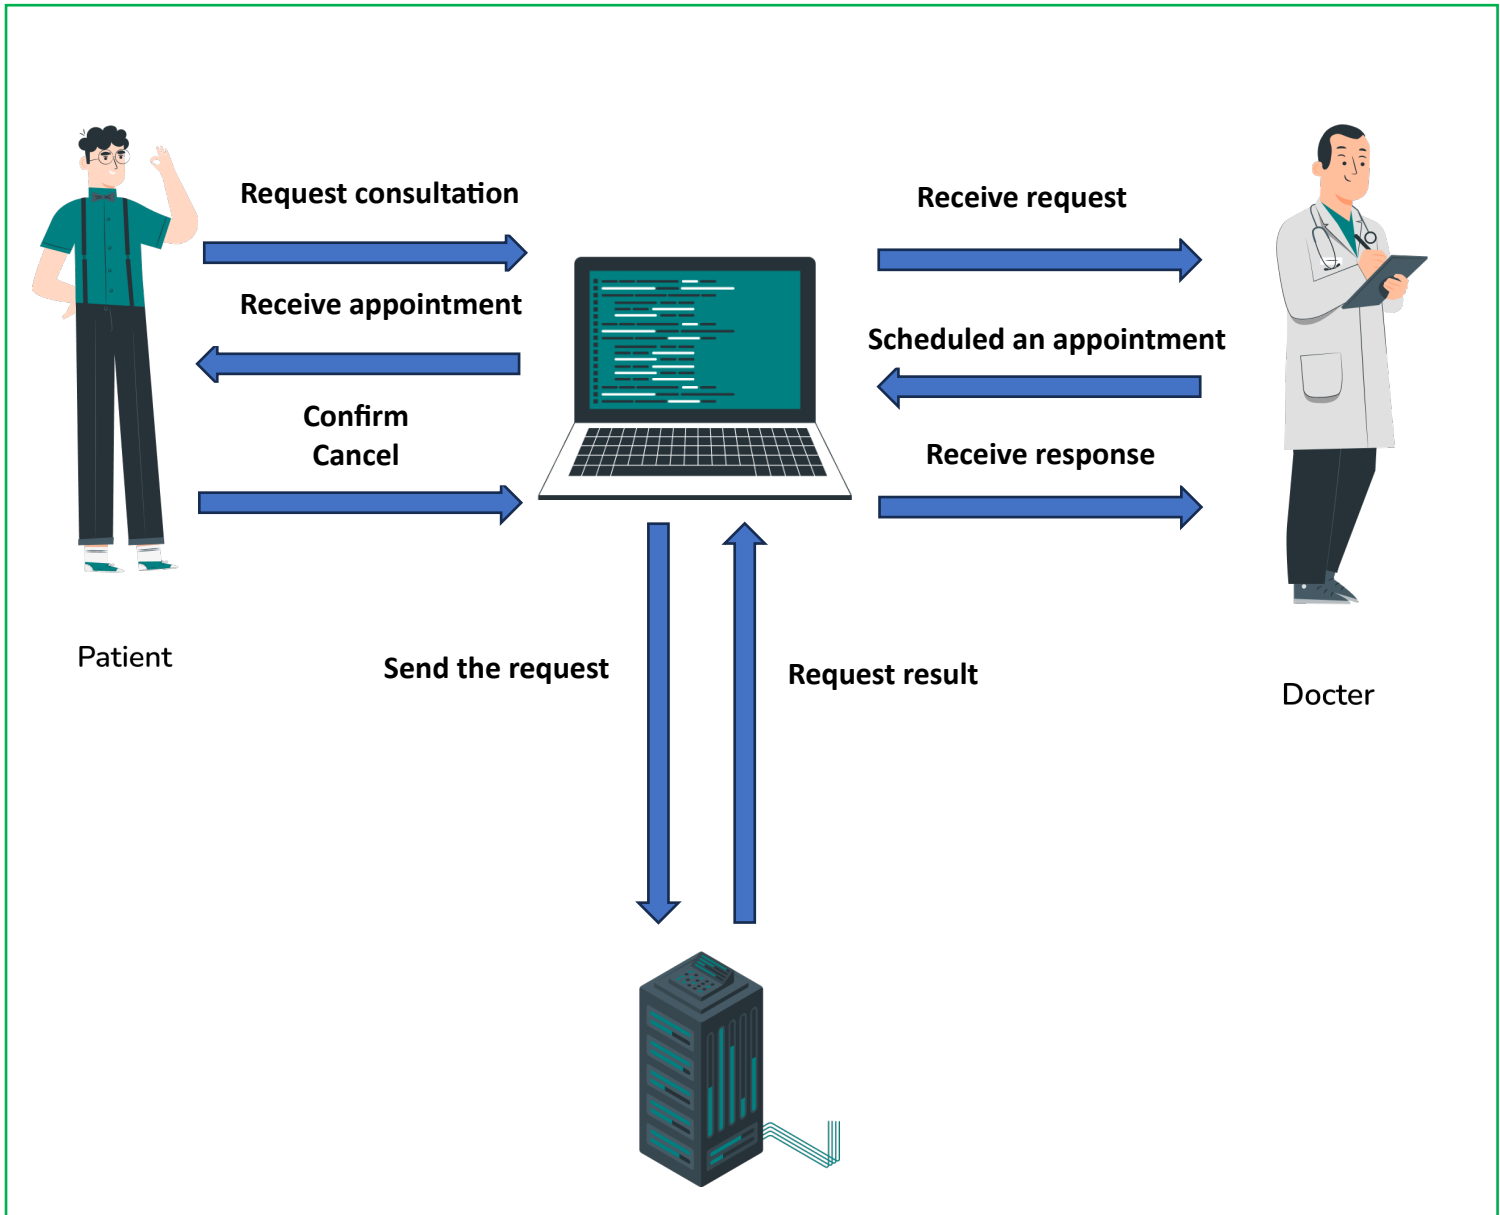 Request consultation
Receive request
Receive appointment
Scheduled an appointment
Confirm
Cancel
Receive response
Patient
Send the request
Request result
Docter